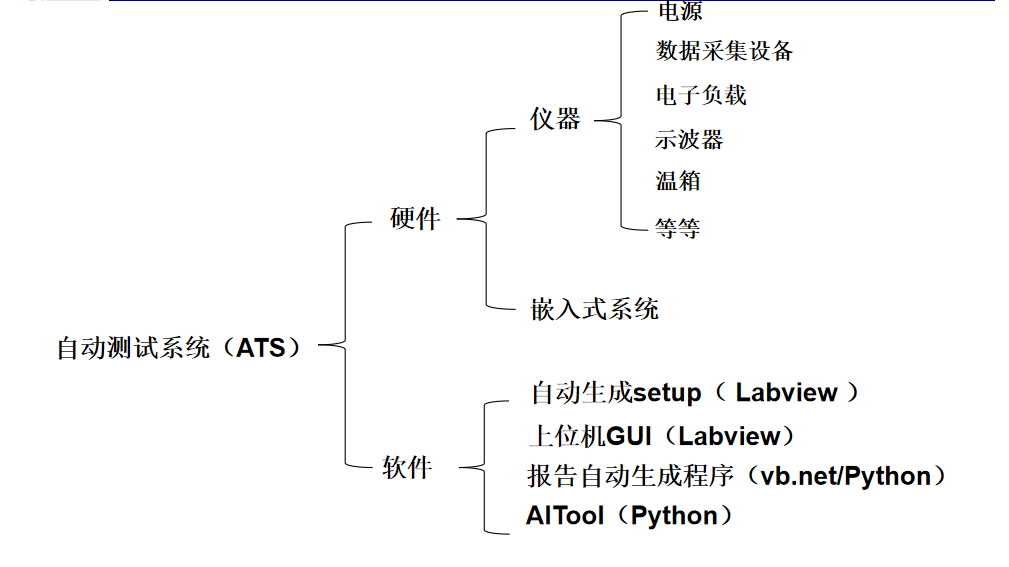 电源
数据采集设备
电子负载
仪器
示波器
温箱
硬件
等等
嵌入式系统
自动测试系统（ATS）
自动生成setup（ Labview ）
上位机GUI（Labview）
软件
报告自动生成程序（vb.net/Python）
AITool（Python）